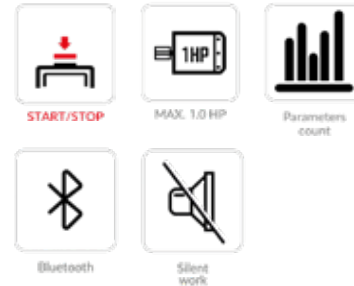 1HP
START/STOP
MAX. 1.0 HP
Parameters
count
Bluetooth
Silent
work